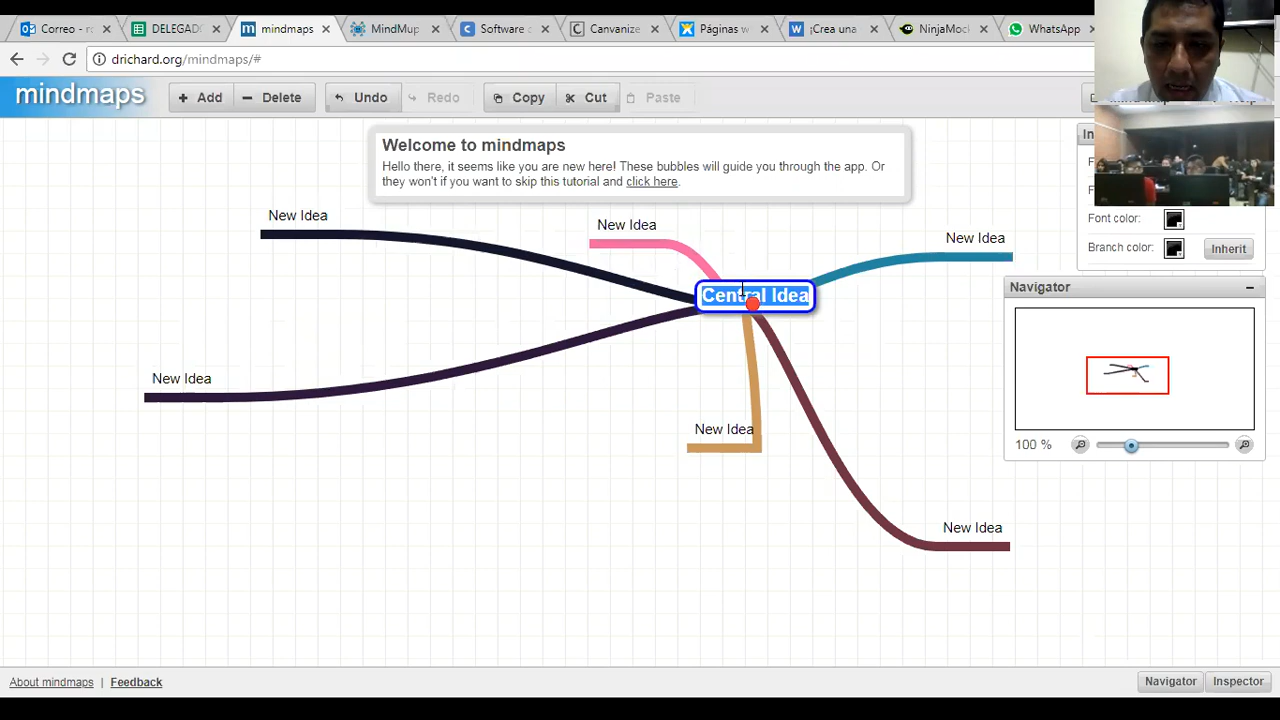 Correo - r
DELEGAD
mindmaps
MindMup
Software c
Canvanize
Páginas w
¡Crea una
NinjaMoc
WhatsApp
drichard.org/mindmaps/#
mindmaps
Add
Delete
Undo
Redo
Copy
Cut
Paste
Welcome to mindmaps
Hello there, it seems like you are new here! These bubbles will guide you through the app. Or
they won't if you want to skip this tutorial and click here.
New Idea
New Idea
New Idea
Central Idea
New Idea
New Idea
New Idea
Font color:
Branch color:
Inherit
Navigator
100 %
About mindmaps
Feedback
Navigator
Inspector